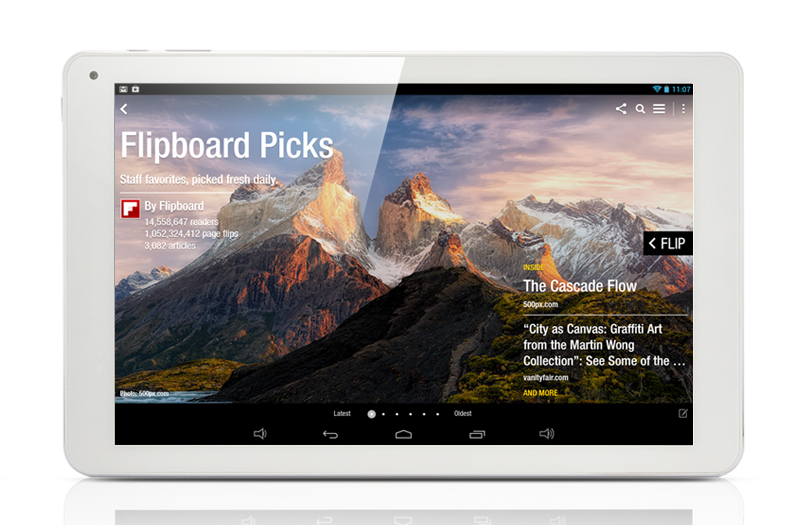 11:07
Flipboard Picks
Staff favorites, picked fresh daily.
By Flipboard
14,558,647 readers
1,052,324,412 page flips
3,082 articles
FLIP
INSIDE
The Cascade Flow
500px.com
“City as Canvas: Graffiti Art
from the Martin Wong
Collection”: See Some of the …
vanityfair.com
AND MORE
Photo: 500px.com
Latest
Oldest